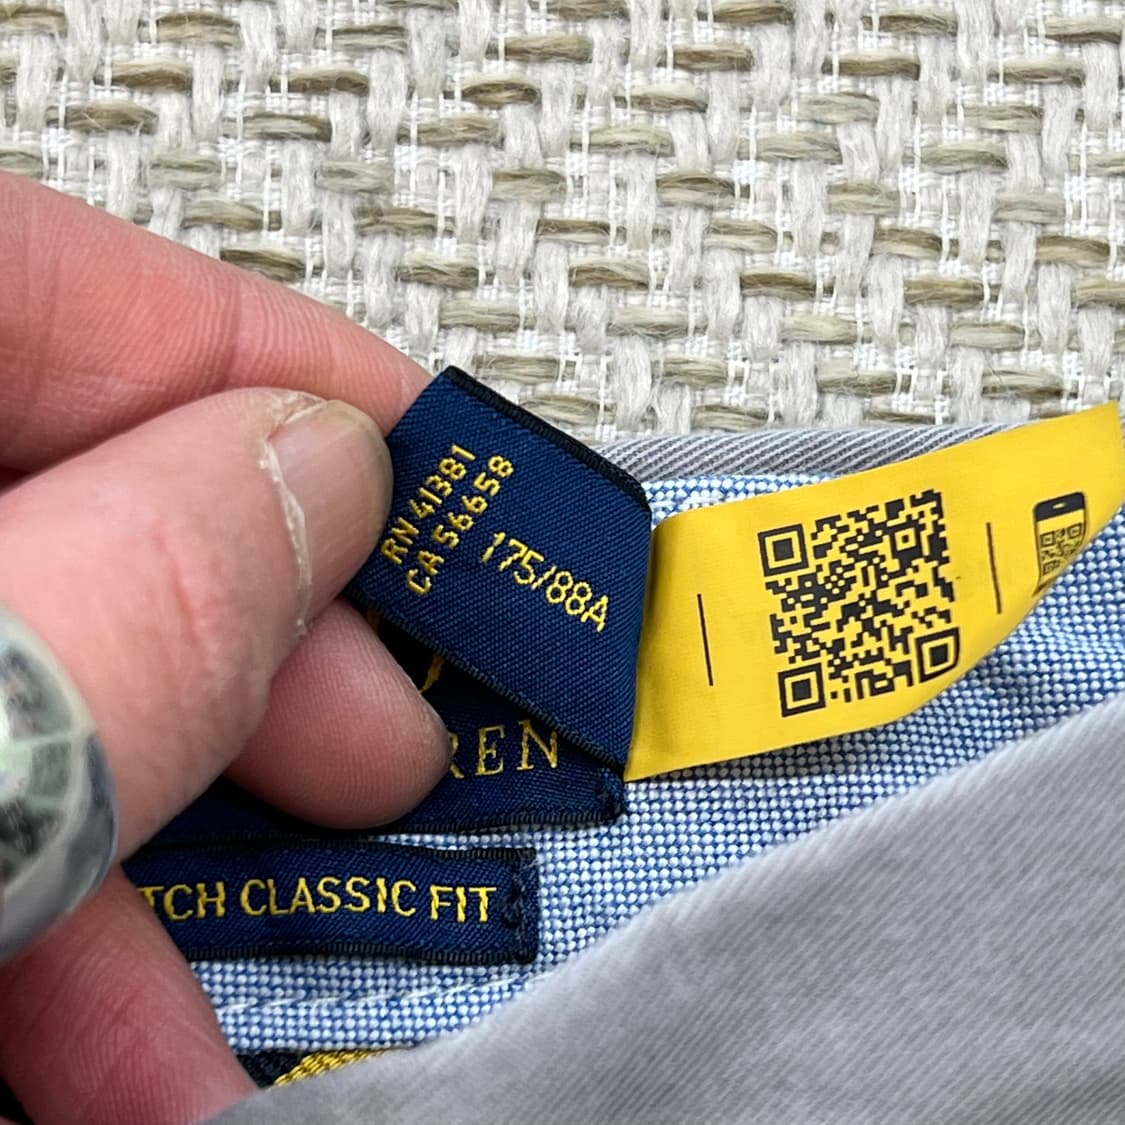 RN 41381
CA 56658
175/88A
REN
TCH CLASSIC FIT